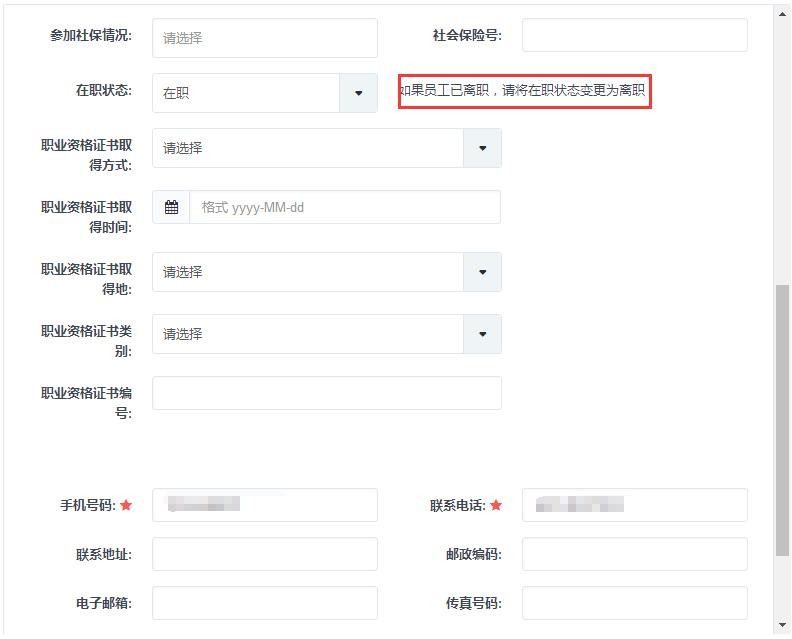 参加社保情况: 请选择 社会保险号:
在职状态: 在职 如果员工已离职，请将在职状态变更为离职
职业资格证书取
得方式: 请选择
职业资格证书取
得时间: 格式 yyyy-MM-dd
职业资格证书取
得地: 请选择
职业资格证书类
别: 请选择
职业资格证书编
号:
手机号码: 联系电话:
联系地址: 邮政编码:
电子邮箱: 传真号码: